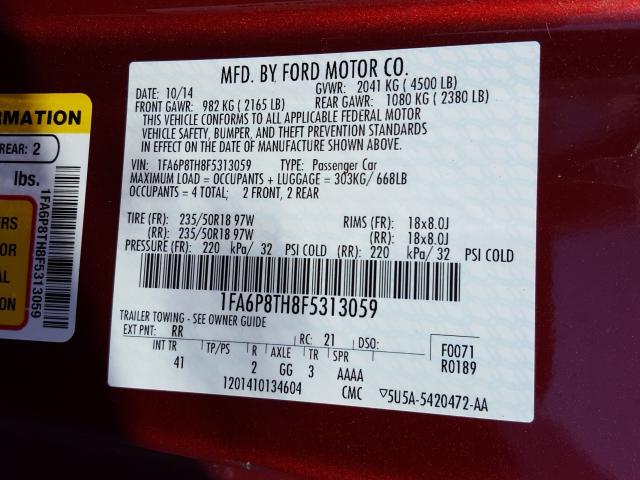 MFD. BY FORD MOTOR CO.
DATE: 10/14 GVWR: 2041 KG ( 4500 LB)
FRONT GAWR: 982 KG ( 2165 LB) REAR GAWR: 1080 KG ( 2380 LB)
THIS VEHICLE CONFORMS TO ALL APPLICABLE FEDERAL MOTOR
VEHICLE SAFETY, BUMPER, AND THEFT PREVENTION STANDARDS
IN EFFECT ON THE DATE OF MANUFACTURE SHOWN ABOVE.
VIN: 1FA6P8TH8F5313059 TYPE: Passenger Car
MAXIMUM LOAD = OCCUPANTS + LUGGAGE = 303KG/ 668LB
OCCUPANTS = 4 TOTAL; 2 FRONT, 2 REAR
TIRE (FR): 235/50R18 97W RIMS (FR): 18x8.0J
(RR): 235/50R18 97W (RR): 18x8.0J
PRESSURE (FR): 220 kPa/ 32 PSI COLD (RR): 220 kPa/ 32 PSI COLD
1FA6P8TH8F5313059
TRAILER TOWING - SEE OWNER GUIDE
EXT PNT: RR RC: 21 DSO: F0071
R0189
INT TR TP/PS R AXLE TR SPR
41 2 GG 3 AAAA
1201410134604 CMC ▽5U5A-5420472-AA
FORMATION
REAR: 2
lbs.
1FA6P8TH8F5313059